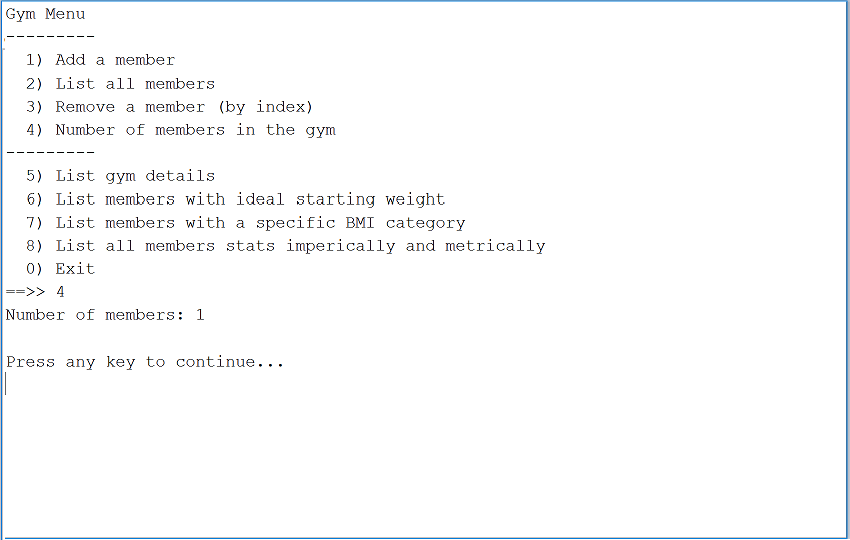 Gym Menu
---------
  1) Add a member
  2) List all members
  3) Remove a member (by index)
  4) Number of members in the gym
---------
  5) List gym details
  6) List members with ideal starting weight
  7) List members with a specific BMI category
  8) List all members stats imperically and metrically
  0) Exit
==>> 4
Number of members: 1
Press any key to continue...